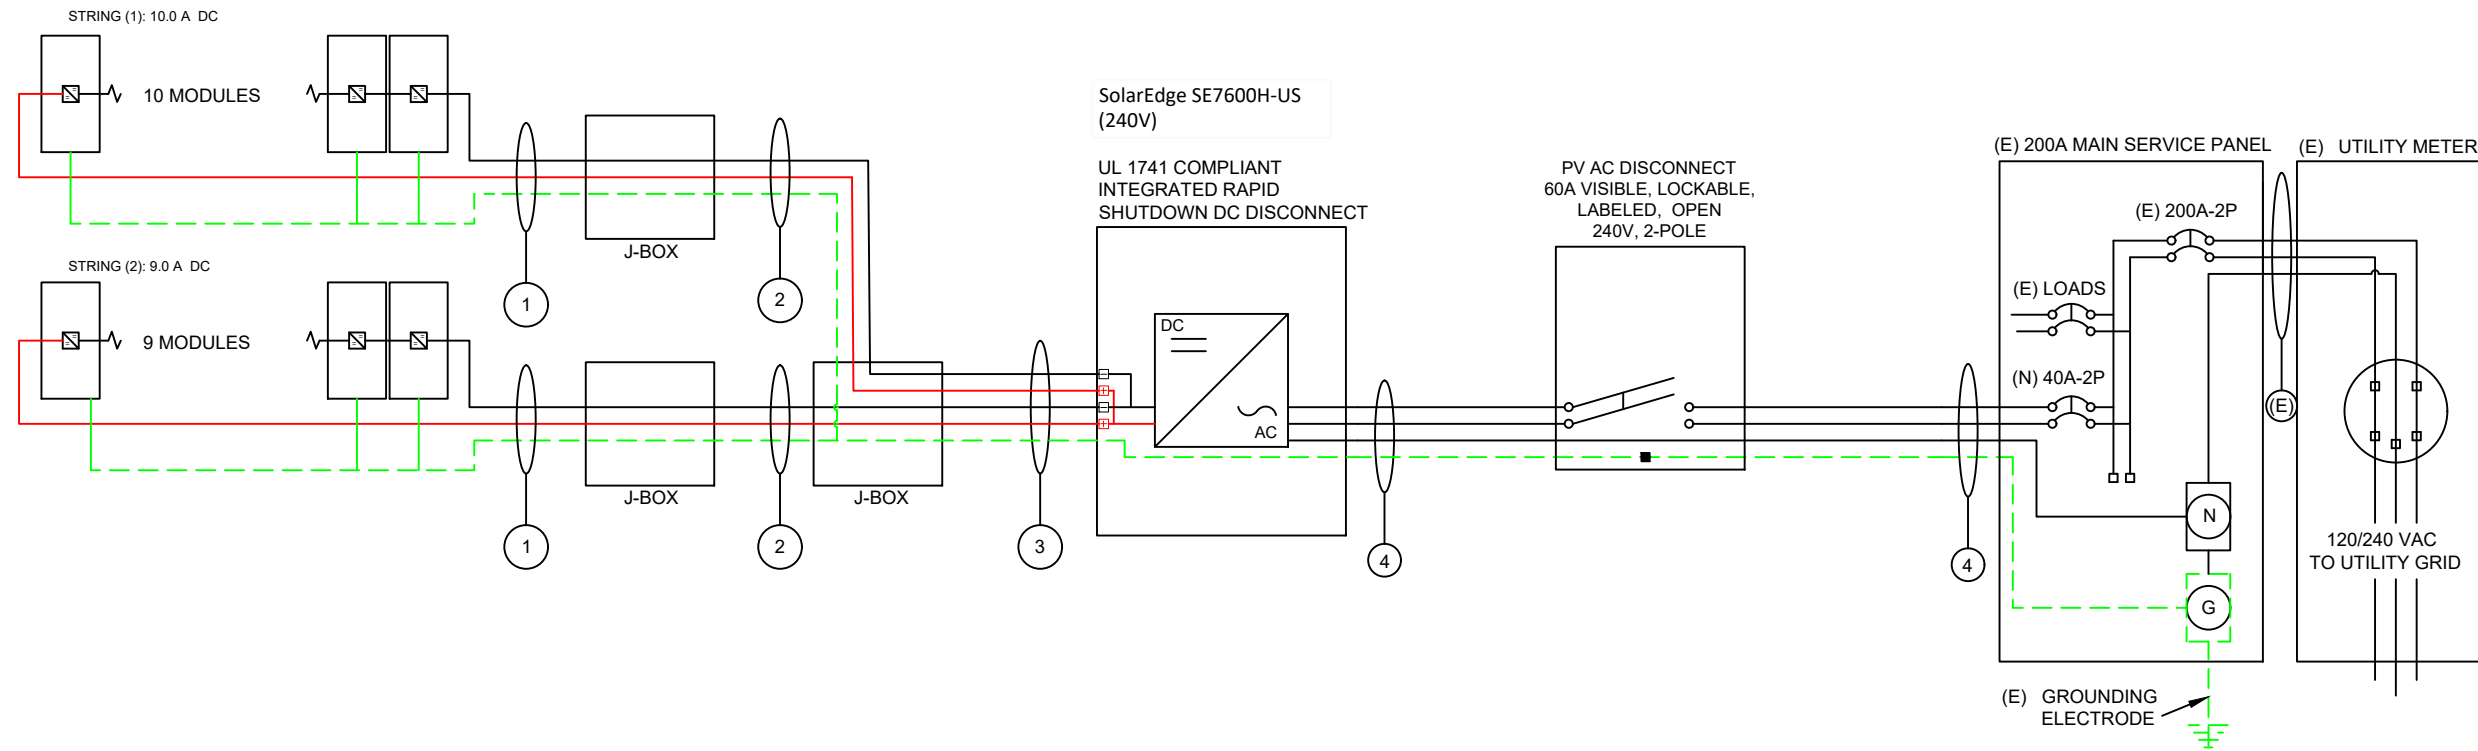 STRING (1): 10.0 A  DC
10 MODULES
J-BOX
1
2
STRING (2): 9.0 A  DC
9 MODULES
J-BOX
J-BOX
1
2
3
SolarEdge SE7600H-US
(240V)
UL 1741 COMPLIANT
INTEGRATED RAPID
SHUTDOWN DC DISCONNECT
DC
AC
4
PV AC DISCONNECT
60A VISIBLE, LOCKABLE,
LABELED,  OPEN
240V, 2-POLE
4
(E) 200A MAIN SERVICE PANEL
(E) 200A-2P
(E) LOADS
(N) 40A-2P
N
G
(E)  GROUNDING
ELECTRODE
(E)
(E)  UTILITY METER
120/240 VAC
TO UTILITY GRID